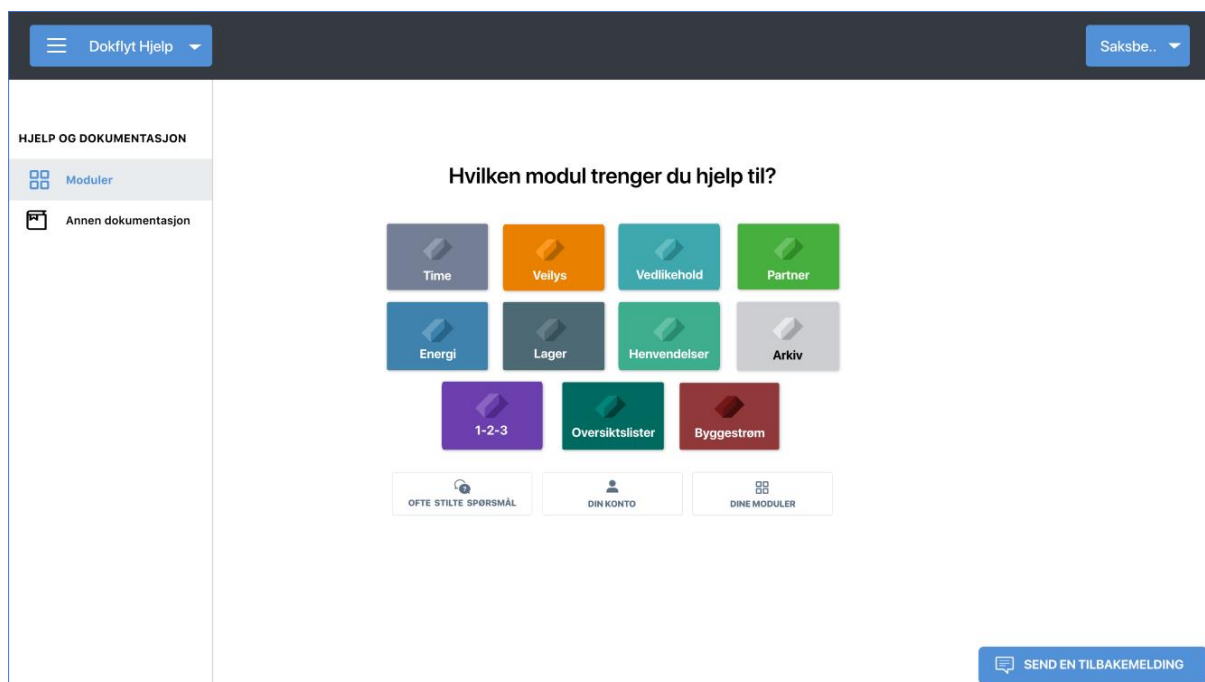 Dokflyt Hjelp
Saksbe..
HJELP OG DOKUMENTASJON
Moduler
Annen dokumentasjon
Hvilken modul trenger du hjelp til?
Time
Veilys
Vedlikehold
Partner
Energi
Lager
Henvendelser
Arkiv
1-2-3
Oversiktslister
Byggestrøm
OFTE STILTE SPØRSMÅL
DIN KONTO
DINE MODULER
SEND EN TILBAKEMELDING